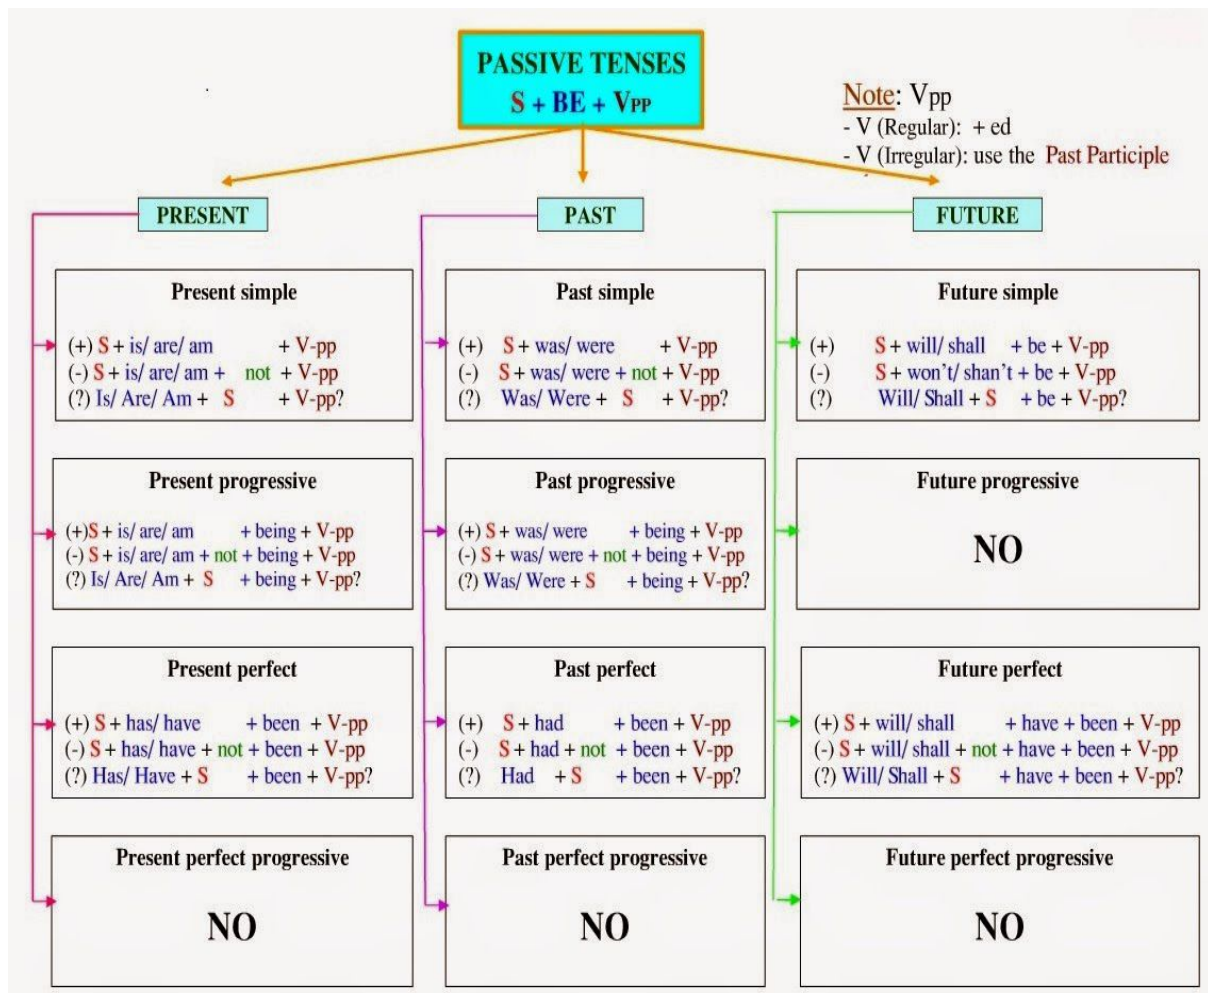 PASSIVE TENSES
S + BE + VPP
Note: Vpp
- V (Regular): + ed
- V (Irregular): use the Past Participle
PRESENT
Present simple
(+) S + is/ are/ am + V-pp
(-) S + is/ are/ am + not + V-pp
(?) Is/ Are/ Am + S + V-pp?
Present progressive
(+)S + is/ are/ am + being + V-pp
(-) S + is/ are/ am + not + being + V-pp
(?) Is/ Are/ Am + S + being + V-pp?
Present perfect
(+) S + has/ have + been + V-pp
(-) S + has/ have + not + been + V-pp
(?) Has/ Have + S + been + V-pp?
Present perfect progressive
NO
PAST
Past simple
(+) S + was/ were + V-pp
(-) S + was/ were + not + V-pp
(?) Was/ Were + S + V-pp?
Past progressive
(+) S + was/ were + being + V-pp
(-) S + was/ were + not + being + V-pp
(?) Was/ Were + S + being + V-pp?
Past perfect
(+) S + had + been + V-pp
(-) S + had + not + been + V-pp
(?) Had + S + been + V-pp?
Past perfect progressive
NO
FUTURE
Future simple
(+) S + will/ shall + be + V-pp
(-) S + won't/ shan't + be + V-pp
(?) Will/ Shall + S + be + V-pp?
Future progressive
NO
Future perfect
(+) S + will/ shall + have + been + V-pp
(-) S + will/ shall + not + have + been + V-pp
(?) Will/ Shall + S + have + been + V-pp?
Future perfect progressive
NO